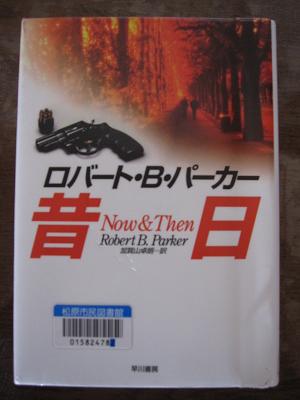 ロバート・B・パーカー
昔日
Now & Then
Robert B. Parker
加賀山卓朗=訳
松原市民図書館
01582478
早川書房